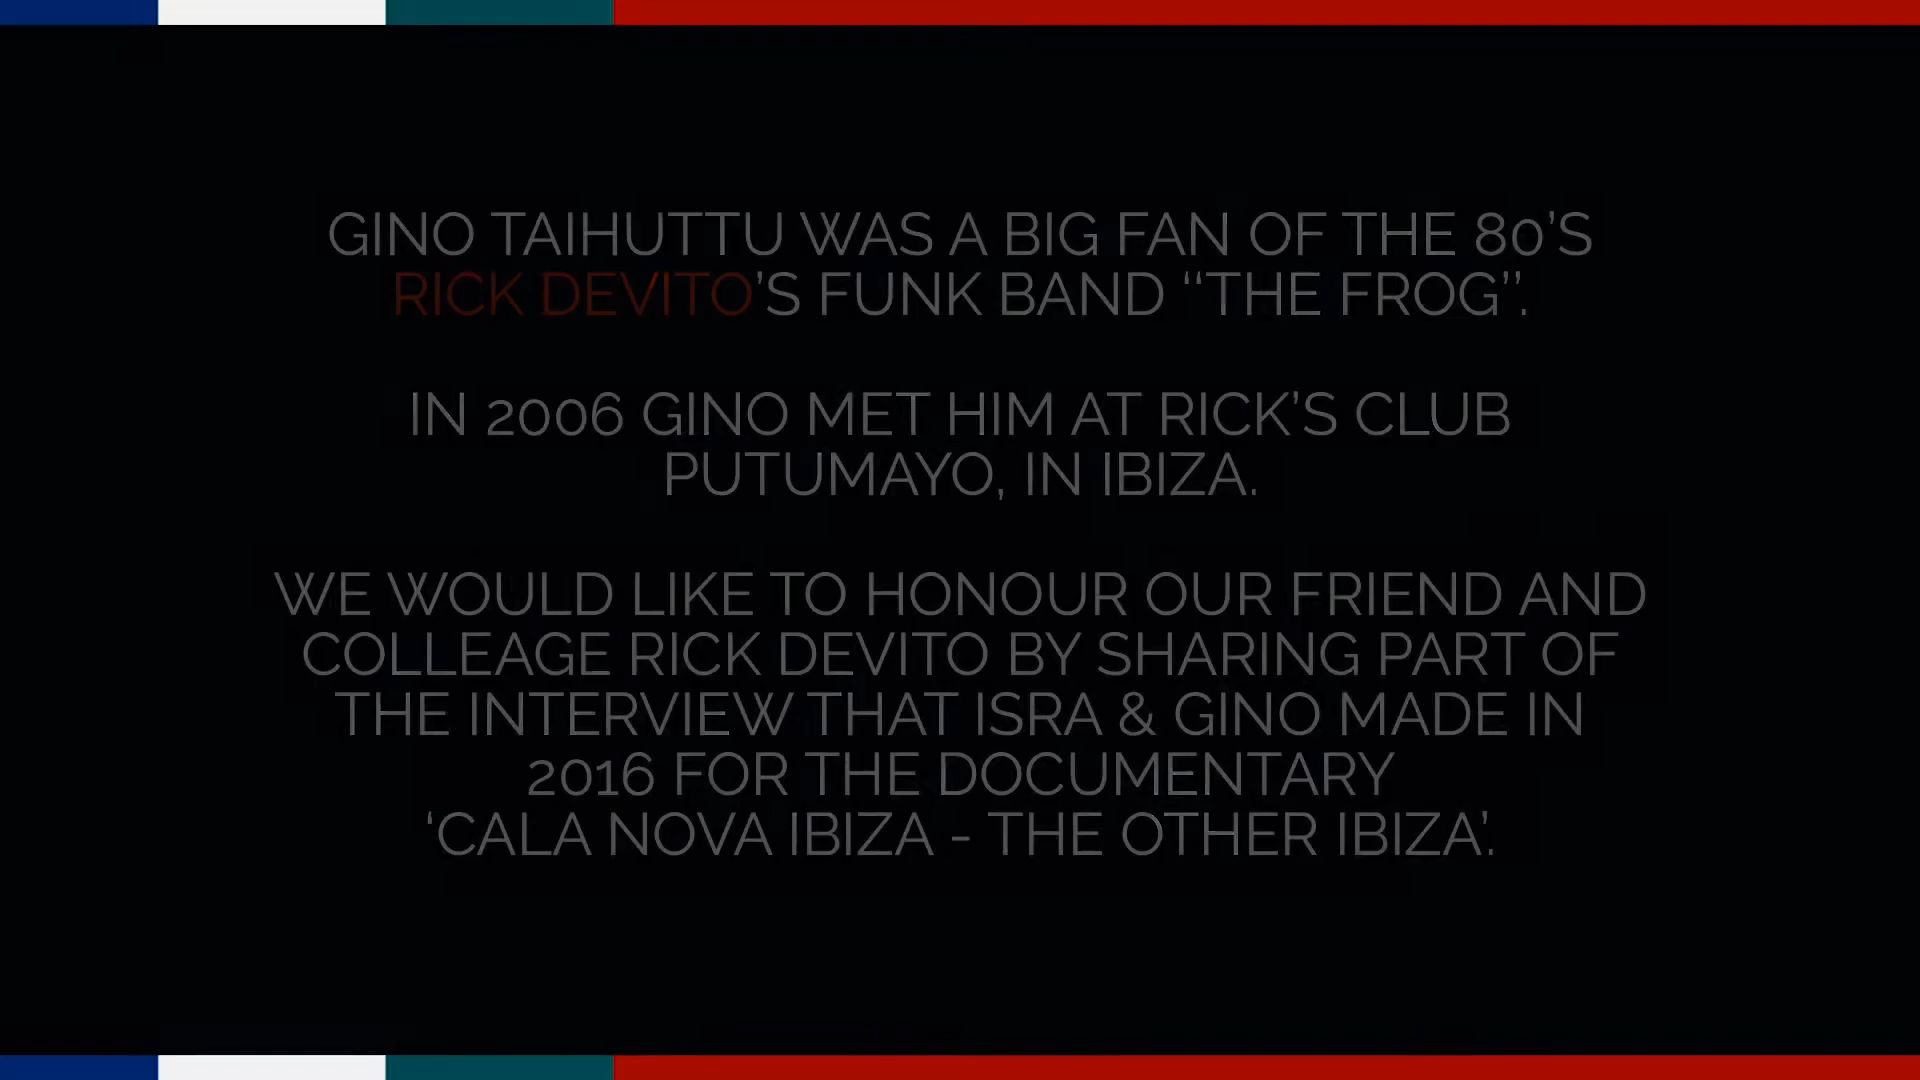 GINO TAIHUTTU WAS A BIG FAN OF THE 80’S
RICK DEVITO’S FUNK BAND “THE FROG”.
IN 2006 GINO MET HIM AT RICK’S CLUB
PUTUMAYO, IN IBIZA.
WE WOULD LIKE TO HONOUR OUR FRIEND AND
COLLEAGE RICK DEVITO BY SHARING PART OF
THE INTERVIEW THAT ISRA & GINO MADE IN
2016 FOR THE DOCUMENTARY
‘CALA NOVA IBIZA - THE OTHER IBIZA’.